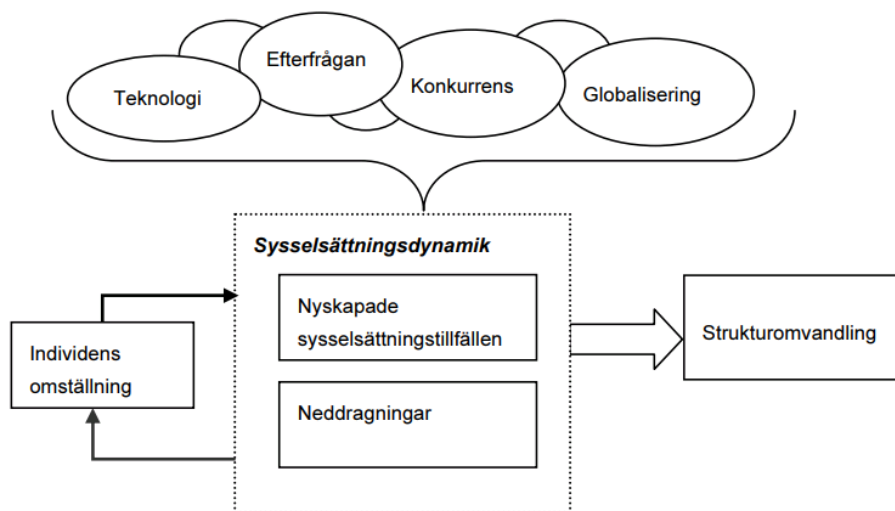 Efterfrågan
Teknologi
Konkurrens
Globalisering
Sysselsättningsdynamik
Nyskapade
sysselsättningstillfällen
Individens
omställning
Strukturomvandling
Neddragningar